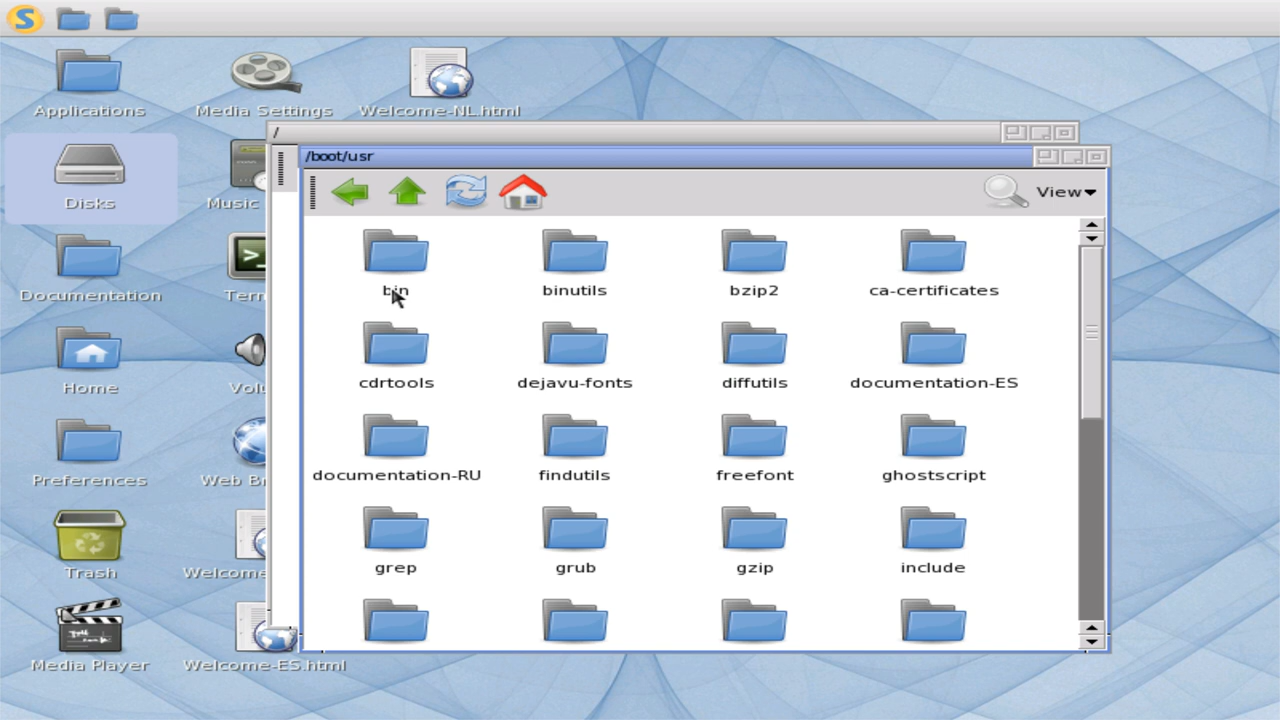 S
Applications
Media Settings
Welcome-NL.html
/
/boot/usr
Disks
Music
View
bin
binutils
bzip2
ca-certificates
Documentation
Term
cdrtools
dejavu-fonts
diffutils
documentation-ES
Home
Volu
documentation-RU
findutils
freefont
ghostscript
Preferences
Web Br
grep
grub
gzip
include
Trash
Welcome
Media Player
Welcome-ES.html